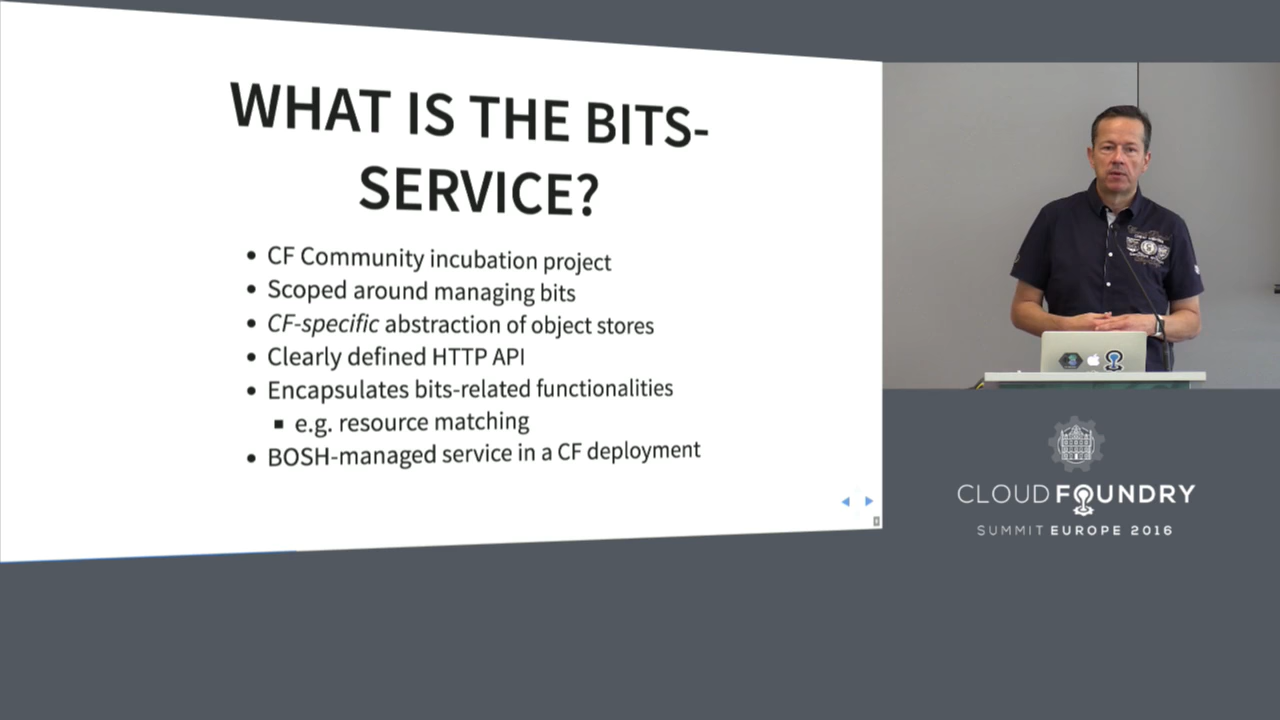 WHAT IS THE BITS-
SERVICE?
CF Community incubation project
Scoped around managing bits
CF-specific abstraction of object stores
Clearly defined HTTP API
Encapsulates bits-related functionalities
e.g. resource matching
BOSH-managed service in a CF deployment
CLOUD FOUNDRY
SUMMIT EUROPE 2016